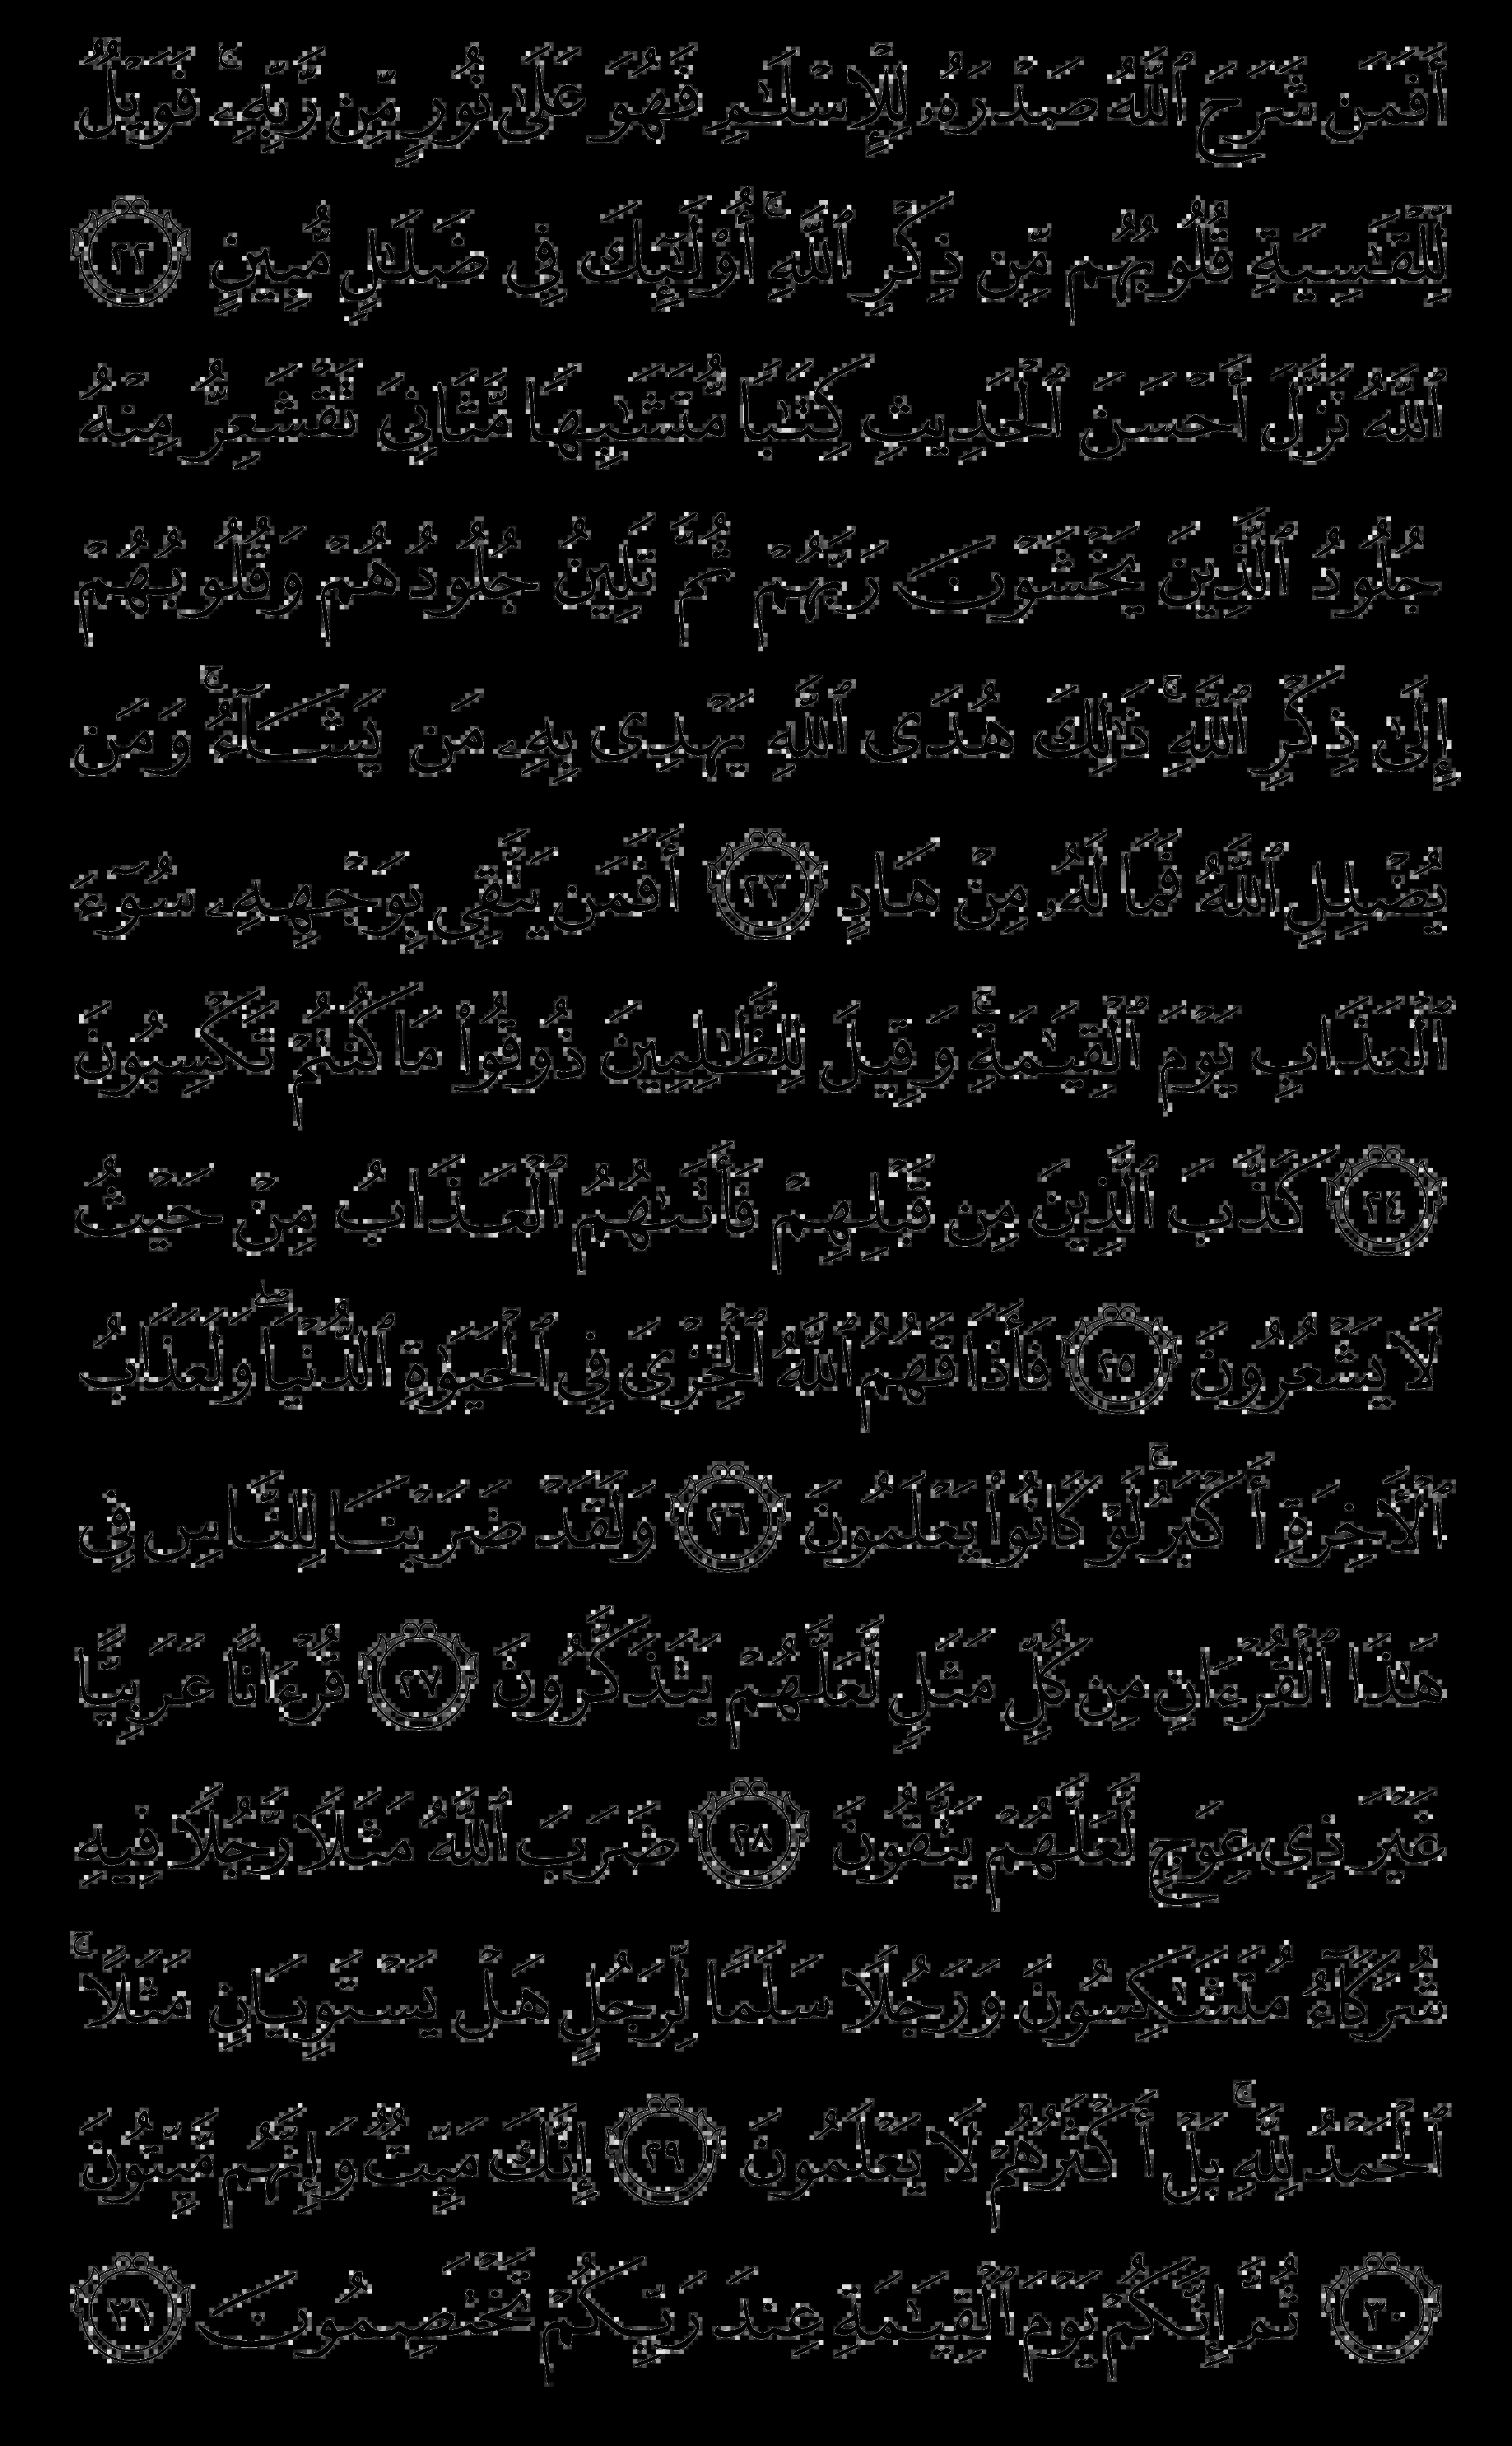 أَفَمَن شَرَحَ ٱللَّهُ صَدْرَهُۥ لِلْإِسْلَـٰمِ فَهُوَ عَلَىٰ نُورٍ مِّن رَّبِّهِۦ ۚ فَوَيْلٌ
لِّلْقَـٰسِيَةِ قُلُوبُهُم مِّن ذِكْرِ ٱللَّهِ ۚ أُو۟لَـٰٓئِكَ فِى ضَلَـٰلٍ مُّبِينٍ ٢٢
ٱللَّهُ نَزَّلَ أَحْسَنَ ٱلْحَدِيثِ كِتَـٰبًا مُّتَشَـٰبِهًا مَّثَانِىَ تَقْشَعِرُّ مِنْهُ
جُلُودُ ٱلَّذِينَ يَخْشَوْنَ رَبَّهُمْ ثُمَّ تَلِينُ جُلُودُهُمْ وَقُلُوبُهُمْ
إِلَىٰ ذِكْرِ ٱللَّهِ ۚ ذَٰلِكَ هُدَى ٱللَّهِ يَهْدِى بِهِۦ مَن يَشَآءُ ۚ وَمَن
يُضْلِلِ ٱللَّهُ فَمَا لَهُۥ مِنْ هَادٍ ٢٣ أَفَمَن يَتَّقِى بِوَجْهِهِۦ سُوٓءَ
ٱلْعَذَابِ يَوْمَ ٱلْقِيَـٰمَةِ ۚ وَقِيلَ لِلظَّـٰلِمِينَ ذُوقُوا۟ مَا كُنتُمْ تَكْسِبُونَ
٢٤ كَذَّبَ ٱلَّذِينَ مِن قَبْلِهِمْ فَأَتَىٰهُمُ ٱلْعَذَابُ مِنْ حَيْثُ
لَا يَشْعُرُونَ ٢٥ فَأَذَاقَهُمُ ٱللَّهُ ٱلْخِزْىَ فِى ٱلْحَيَوٰةِ ٱلدُّنْيَا ۖ وَلَعَذَابُ
ٱلْـَٔاخِرَةِ أَكْبَرُ ۚ لَوْ كَانُوا۟ يَعْلَمُونَ ٢٦ وَلَقَدْ ضَرَبْنَا لِلنَّاسِ فِى
هَـٰذَا ٱلْقُرْءَانِ مِن كُلِّ مَثَلٍ لَّعَلَّهُمْ يَتَذَكَّرُونَ ٢٧ قُرْءَانًا عَرَبِيًّا
غَيْرَ ذِى عِوَجٍ لَّعَلَّهُمْ يَتَّقُونَ ٢٨ ضَرَبَ ٱللَّهُ مَثَلًا رَّجُلًا فِيهِ
شُرَكَآءُ مُتَشَـٰكِسُونَ وَرَجُلًا سَلَمًا لِّرَجُلٍ هَلْ يَسْتَوِيَانِ مَثَلًا ۚ
ٱلْحَمْدُ لِلَّهِ ۚ بَلْ أَكْثَرُهُمْ لَا يَعْلَمُونَ ٢٩ إِنَّكَ مَيِّتٌ وَإِنَّهُم مَّيِّتُونَ
٣٠ ثُمَّ إِنَّكُمْ يَوْمَ ٱلْقِيَـٰمَةِ عِندَ رَبِّكُمْ تَخْتَصِمُونَ ٣١